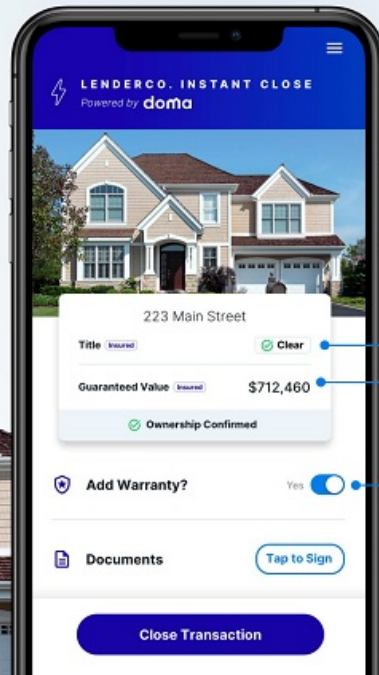 LENDERCO. INSTANT CLOSE
Powered by doma
223 Main Street
Title Insured Clear
Guaranteed Value Insured $712,460
Ownership Confirmed
Add Warranty? Yes
Documents Tap to Sign
Close Transaction